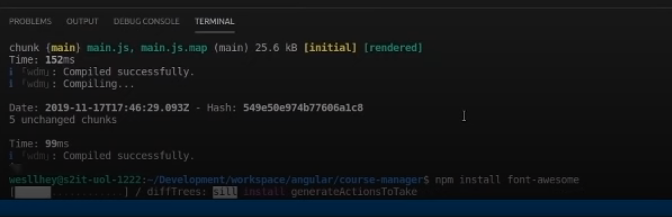 PROBLEMS OUTPUT DEBUG CONSOLE TERMINAL
chunk {main} main.js, main.js.map (main) 25.6 kB [initial] [rendered]
Time: 152ms
ℹ ｢wdm｣: Compiled successfully.
ℹ ｢wdm｣: Compiling...
Date: 2019-11-17T17:46:29.093Z - Hash: 549e50e974b77606a1c8
5 unchanged chunks
Time: 99ms
ℹ ｢wdm｣: Compiled successfully.
weslhey@s2it-uol-1222:~/Development/workspace/angular/course-manager$ npm install font-awesome
[ ..................] / diffTrees: sill install generateActionsToTake